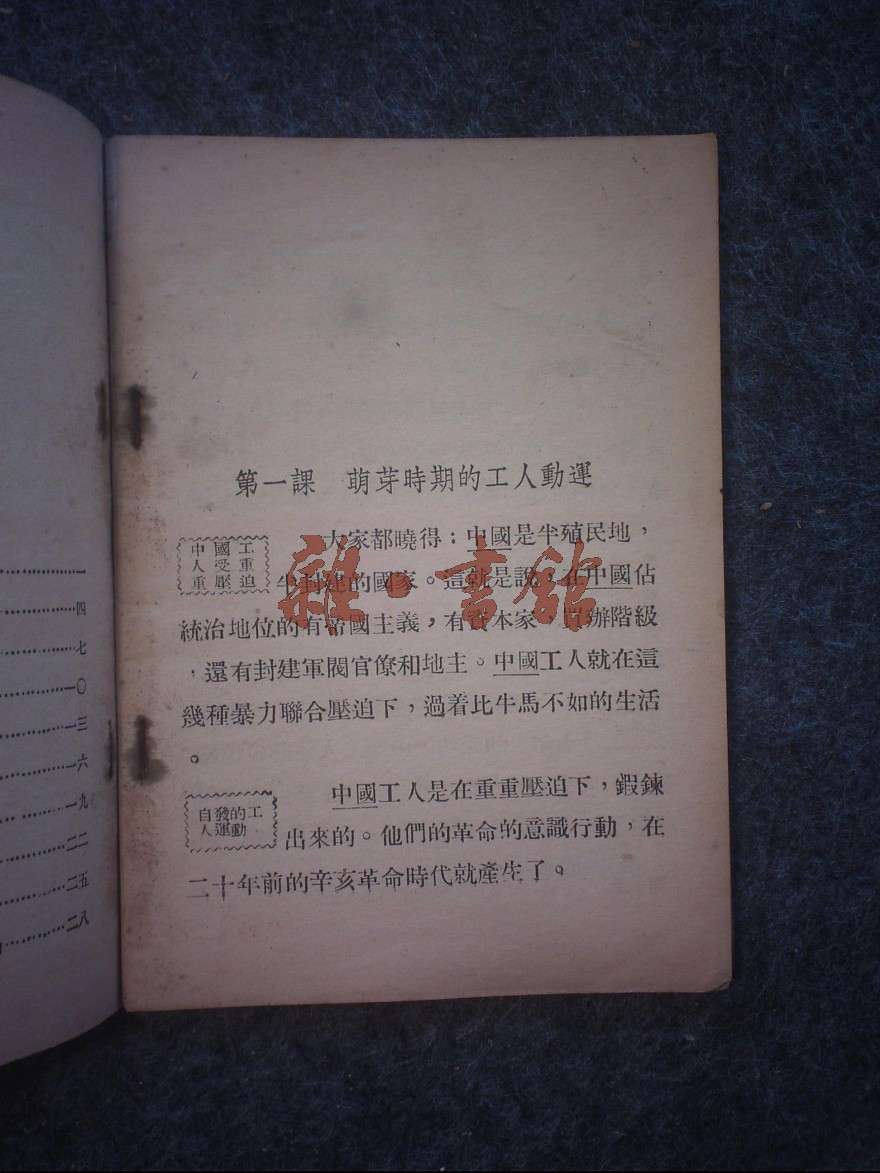 一
四
七
一〇
一三
一六
一九
二二
二五
二八
第一課 萌芽時期的工人動運
中國工
人受重
重壓迫
大家都曉得：中國是半殖民地，
半封建的國家。這就是說，在中國佔
統治地位的有帝國主義，有資本家，買辦階級
，還有封建軍閥官僚和地主。中國工人就在這
幾種暴力聯合壓迫下，過着比牛馬不如的生活
。
自發的工
人運動
中國工人是在重重壓迫下，鍜鍊
出來的。他們的革命的意識行動，在
二十年前的辛亥革命時代就產生了。
雜·書館